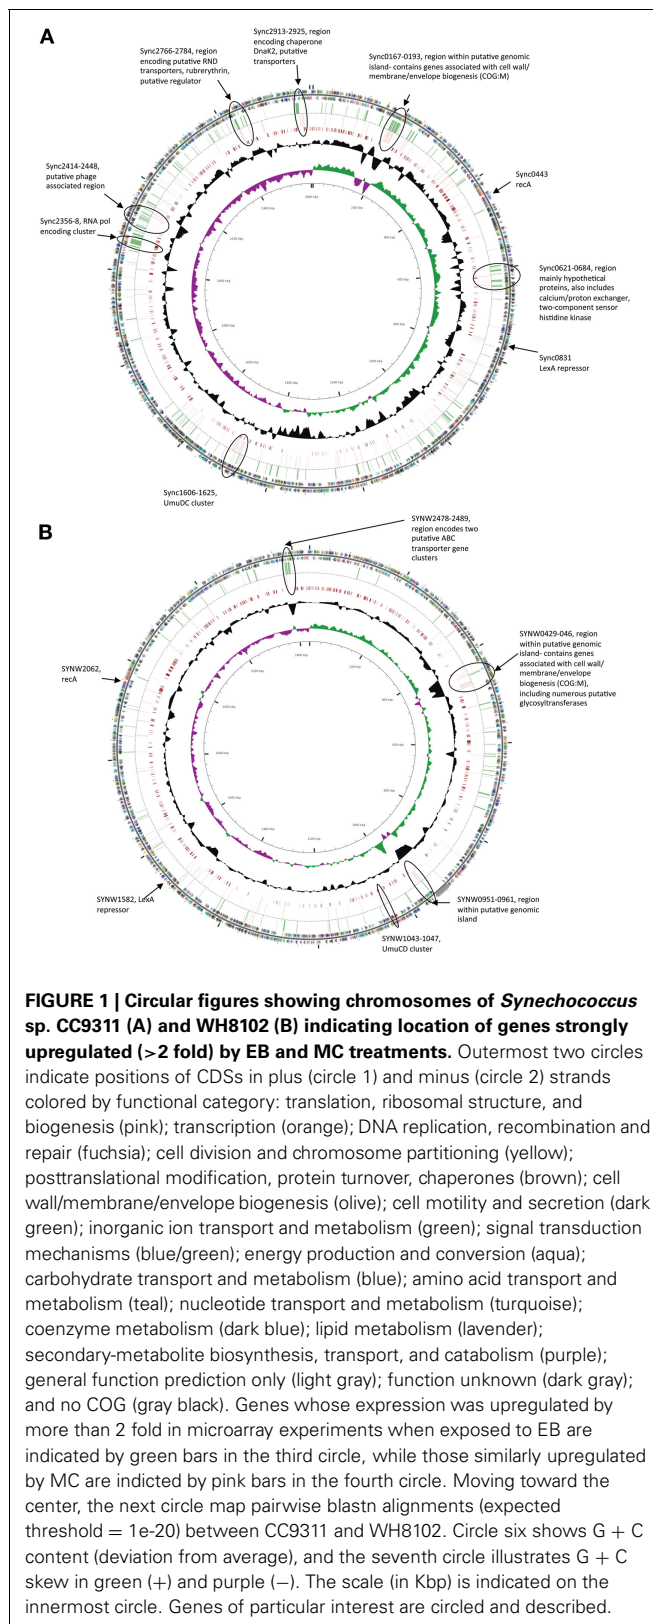 A
Sync2913-2925, region
encoding chaperone
DnaK2, putative
transporters
Sync2766-2784, region
encoding putative RND
transporters, rubrerythrin,
putative regulator
Sync0167-0193, region within putative genomic
island- contains genes associated with cell wall/
membrane/envelope biogenesis (COG:M)
Sync2414-2448,
putative phage
associated region
Sync0443
recA
Sync2356-8, RNA pol
encoding cluster
Sync0621-0684, region
mainly hypothetical
proteins, also includes
calcium/proton exchanger,
two-component sensor
histidine kinase
Sync0831
LexA repressor
Sync1606-1625,
UmuDC cluster
B
SYNW2478-2489,
region encodes two
putative ABC
transporter gene
clusters
SYNW0429-046, region
within putative genomic
island- contains genes
associated with cell wall/
membrane/envelope
biogenesis (COG:M),
including numerous putative
glycosyltransferases
SYNW2062,
recA
SYNW1582, LexA
repressor
SYNW0951-0961, region
within putative genomic
island
SYNW1043-1047,
UmuCD cluster
FIGURE 1 | Circular figures showing chromosomes of Synechococcus
sp. CC9311 (A) and WH8102 (B) indicating location of genes strongly
upregulated (>2 fold) by EB and MC treatments. Outermost two circles
indicate positions of CDSs in plus (circle 1) and minus (circle 2) strands
colored by functional category: translation, ribosomal structure, and
biogenesis (pink); transcription (orange); DNA replication, recombination and
repair (fuchsia); cell division and chromosome partitioning (yellow);
posttranslational modification, protein turnover, chaperones (brown); cell
wall/membrane/envelope biogenesis (olive); cell motility and secretion (dark
green); inorganic ion transport and metabolism (green); signal transduction
mechanisms (blue/green); energy production and conversion (aqua);
carbohydrate transport and metabolism (blue); amino acid transport and
metabolism (teal); nucleotide transport and metabolism (turquoise);
coenzyme metabolism (dark blue); lipid metabolism (lavender);
secondary-metabolite biosynthesis, transport, and catabolism (purple);
general function prediction only (light gray); function unknown (dark gray);
and no COG (gray black). Genes whose expression was upregulated by
more than 2 fold in microarray experiments when exposed to EB are
indicated by green bars in the third circle, while those similarly upregulated
by MC are indicted by pink bars in the fourth circle. Moving toward the
center, the next circle map pairwise blastn alignments (expected
threshold = 1e-20) between CC9311 and WH8102. Circle six shows G + C
content (deviation from average), and the seventh circle illustrates G + C
skew in green (+) and purple (−). The scale (in Kbp) is indicated on the
innermost circle. Genes of particular interest are circled and described.